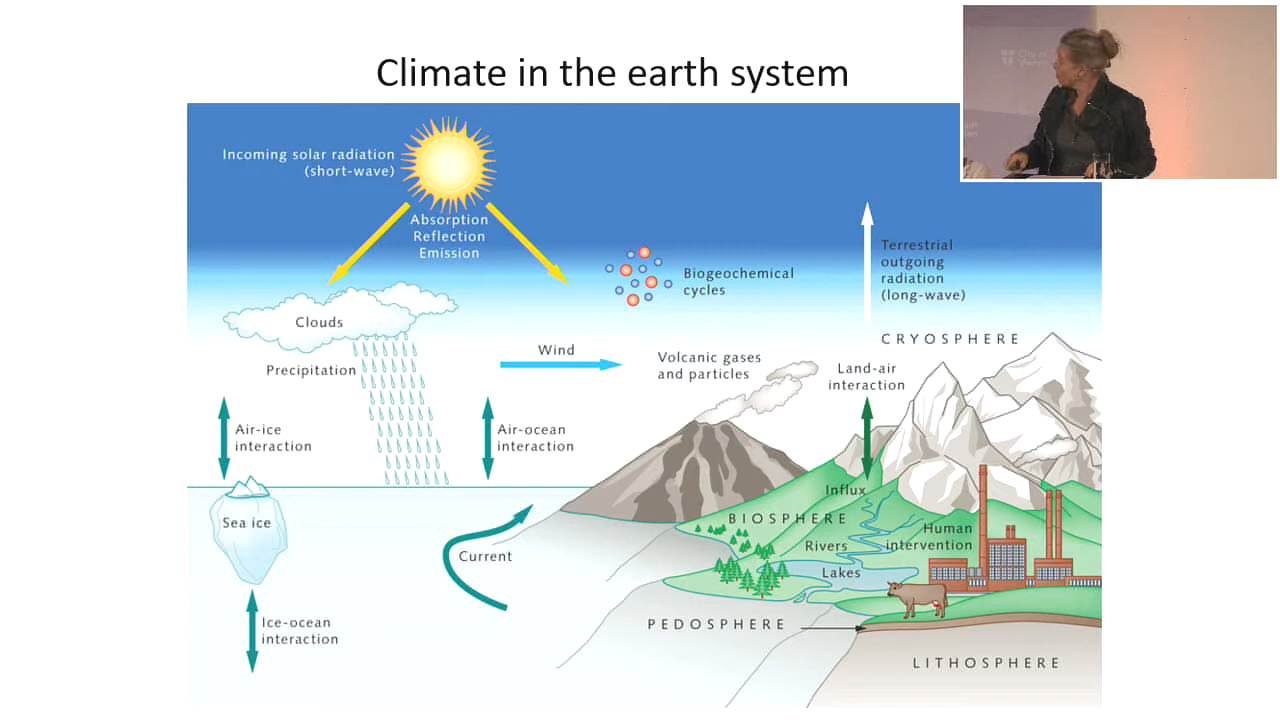 Climate in the earth system
City of
Incoming solar radiation
(short-wave)
Absorption
Reflection
Emission
Biogeochemical
cycles
Terrestrial
outgoing
radiation
(long-wave)
Clouds
Precipitation
Wind
Volcanic gases
and particles
CRYOSPHERE
Land-air
interaction
Air-ice
interaction
Air-ocean
interaction
Sea ice
Current
Ice-ocean
interaction
Influx
BIOSPHERE
Rivers
Human
intervention
Lakes
PEDOSPHERE
LITHOSPHERE